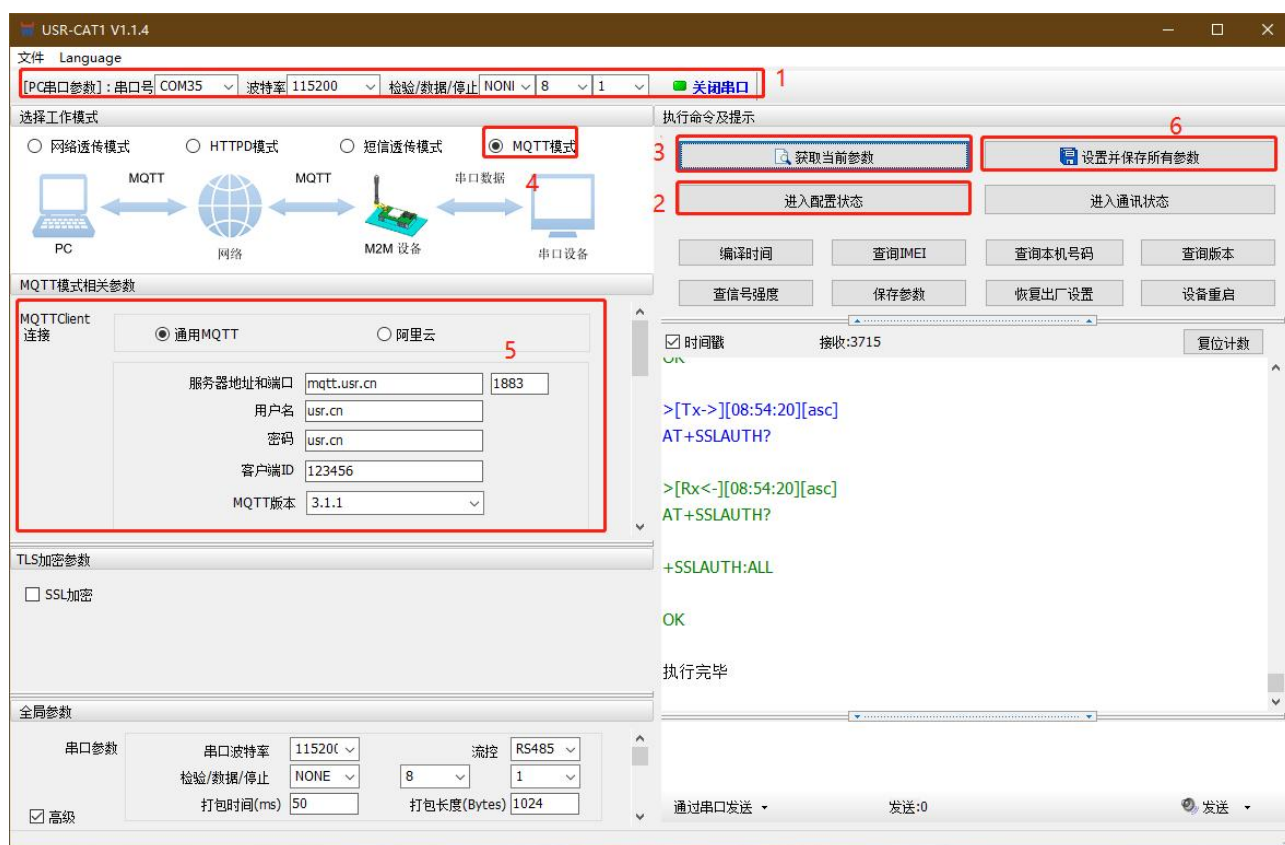 USR-CAT1 V1.1.4
文件 Language
[PC串口参数]：串口号 COM35 波特率 115200 检验/数据/停止 NONI 8 1 关闭串口 1
选择工作模式
网络透传模式 HTTPD模式 短信透传模式 MQTT模式
MQTT MQTT 串口数据 4
PC 网络 M2M 设备 串口设备
MQTT模式相关参数
MQTTClient
连接
通用MQTT 阿里云
5
服务器地址和端口 mqtt.usr.cn 1883
用户名 usr.cn
密码 usr.cn
客户端ID 123456
MQTT版本 3.1.1
TLS加密参数
SSL加密
全局参数
串口参数 串口波特率 11520( 流控 RS485
检验/数据/停止 NONE 8 1
打包时间(ms) 50 打包长度(Bytes) 1024
高级
执行命令及提示
6
3 获取当前参数 设置并保存所有参数
2 进入配置状态 进入通讯状态
编译时间 查询IMEI 查询本机号码 查询版本
查信号强度 保存参数 恢复出厂设置 设备重启
时间戳 接收:3715 复位计数
OK
>[Tx->][08:54:20][asc]
AT+SSLAUTH?
>[Rx<-][08:54:20][asc]
AT+SSLAUTH?
+SSLAUTH:ALL
OK
执行完毕
通过串口发送 发送:0 发送